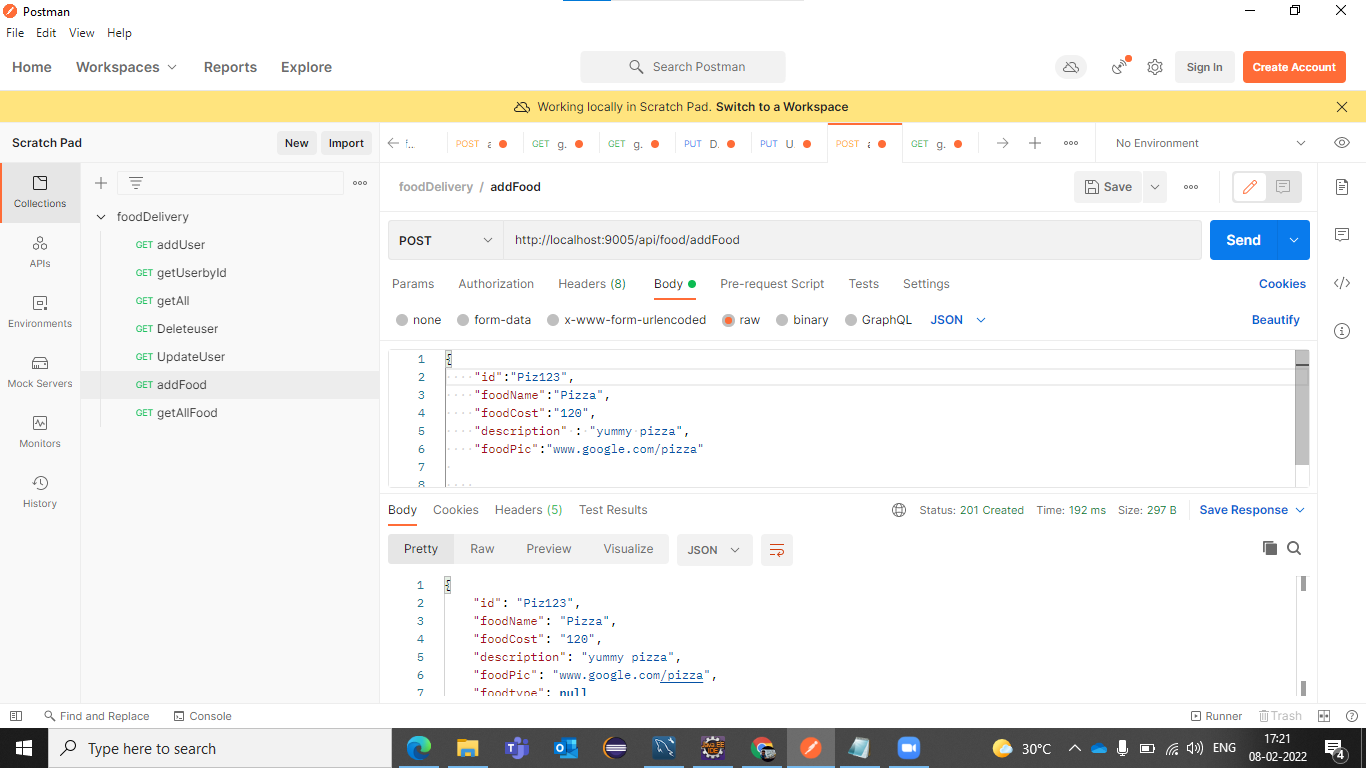 Postman
File Edit View Help
Home Workspaces Reports Explore Search Postman Sign In Create Account
Working locally in Scratch Pad. Switch to a Workspace
Scratch Pad New Import
f... POST a GET g. GET g. PUT D. PUT U POST a GET g. No Environment
foodDelivery / addFood Save
Collections
APIs
Environments
Mock Servers
Monitors
History
foodDelivery
GET addUser
GET getUserbyId
GET getAll
GET Deleteuser
GET UpdateUser
GET addFood
GET getAllFood
POST http://localhost:9005/api/food/addFood Send
Params Authorization Headers (8) Body Pre-request Script Tests Settings Cookies
none form-data x-www-form-urlencoded raw binary GraphQL JSON Beautify
1 {
2 "id":"Piz123",
3 "foodName":"Pizza",
4 "foodCost":"120",
5 "description" : "yummy pizza",
6 "foodPic":"www.google.com/pizza"
7
8
Body Cookies Headers (5) Test Results Status: 201 Created Time: 192 ms Size: 297 B Save Response
Pretty Raw Preview Visualize JSON
1 {
2 "id": "Piz123",
3 "foodName": "Pizza",
4 "foodCost": "120",
5 "description": "yummy pizza",
6 "foodPic": "www.google.com/pizza",
7 "foodtype": null
Find and Replace Console Runner Trash
Type here to search 30°C ENG 17:21
08-02-2022
4